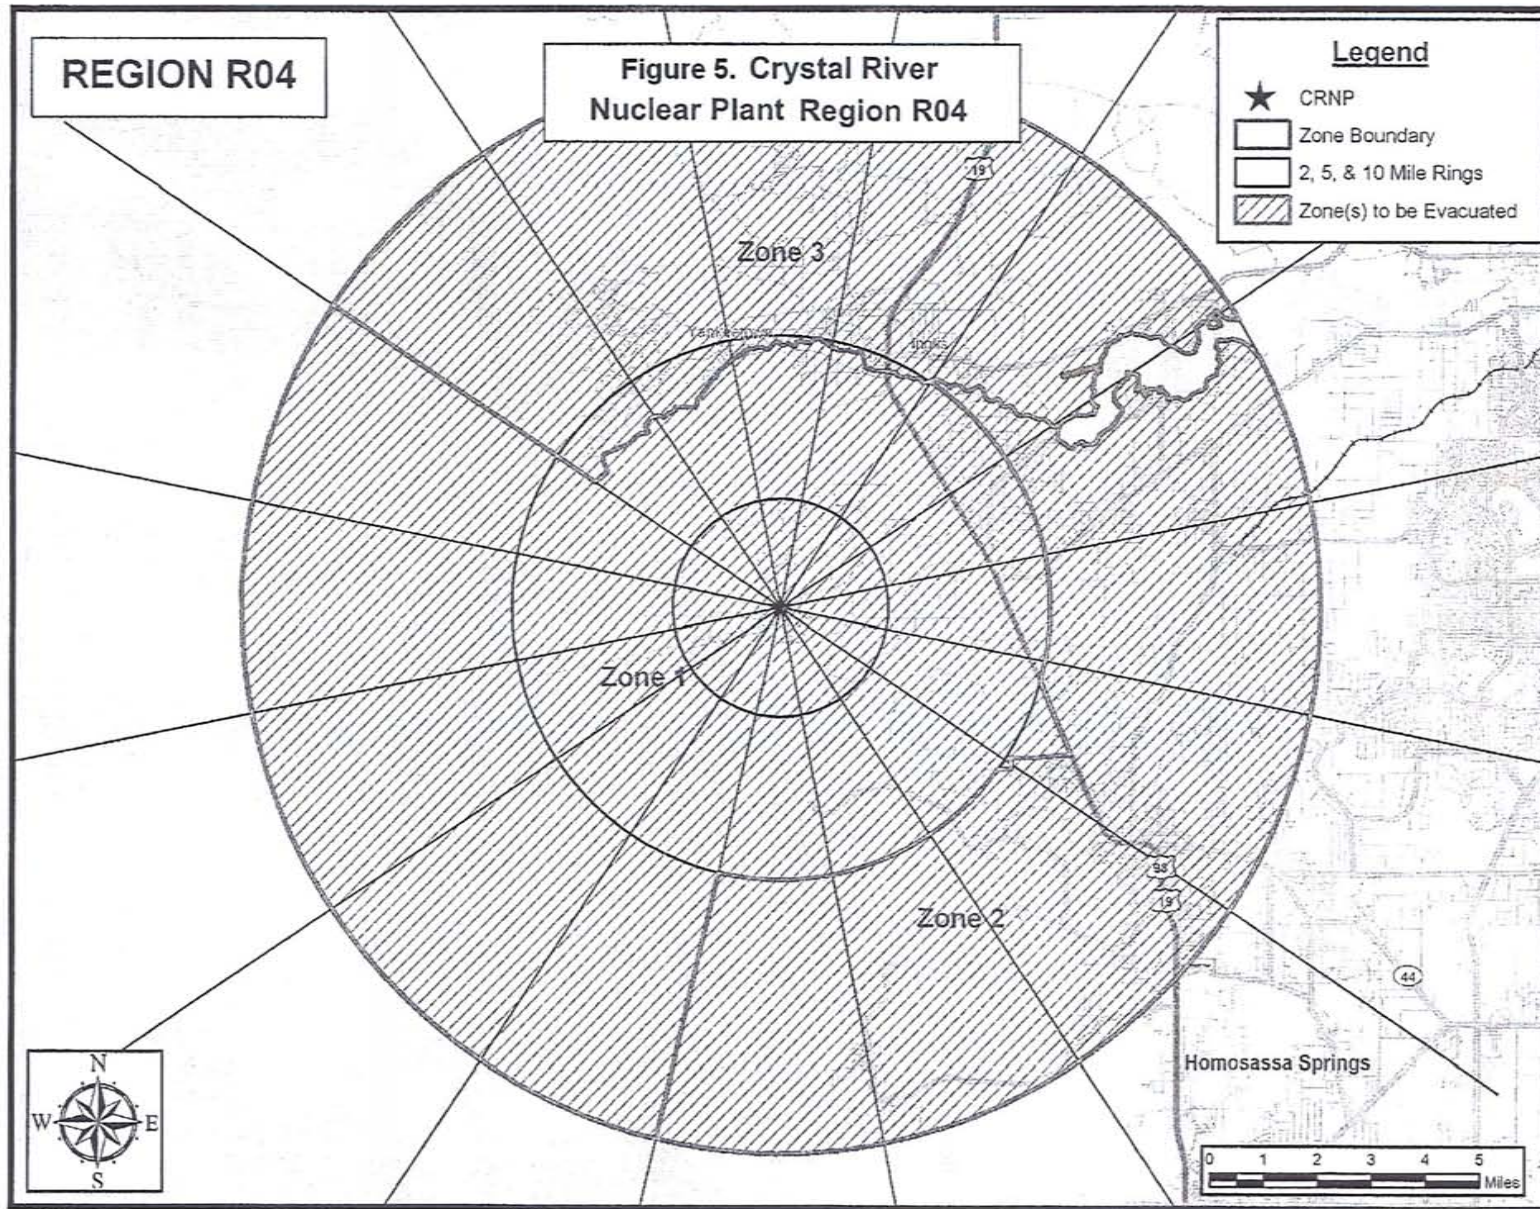 REGION R04
Figure 5. Crystal River
Nuclear Plant Region R04
Legend
CRNP
Zone Boundary
2, 5, & 10 Mile Rings
Zone(s) to be Evacuated
19
Zone 3
Yankeetown
Inglis
Zone 1
98
19
Zone 2
44
Homosassa Springs
N
W
E
S
0 1 2 3 4 5
Miles